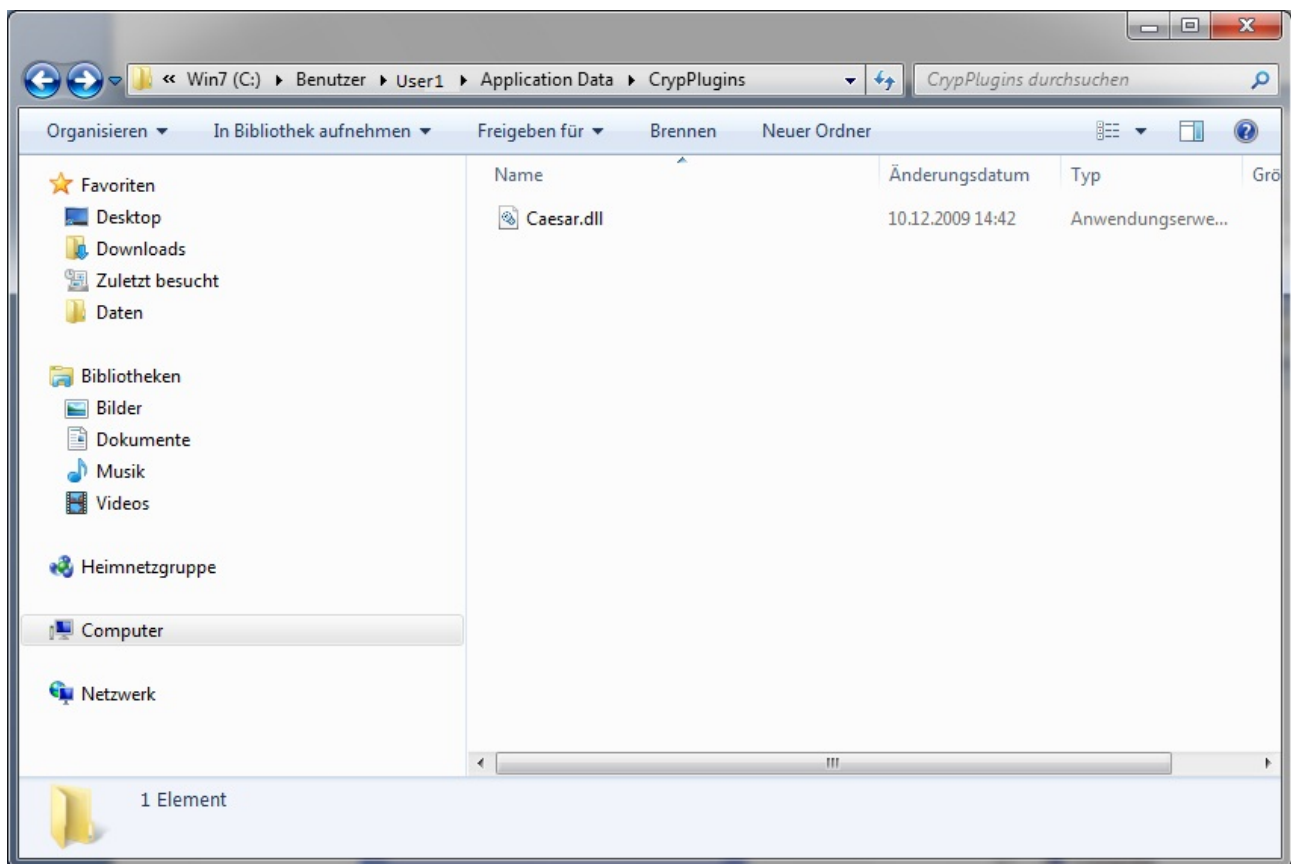 « Win7 (C:) Benutzer User1 Application Data CrypPlugins CrypPlugins durchsuchen
Organisieren In Bibliothek aufnehmen Freigeben für Brennen Neuer Ordner
Favoriten
Desktop
Downloads
Zuletzt besucht
Daten
Bibliotheken
Bilder
Dokumente
Musik
Videos
Heimnetzgruppe
Computer
Netzwerk
Name Änderungsdatum Typ Grö
Caesar.dll 10.12.2009 14:42 Anwendungserwe...
1 Element